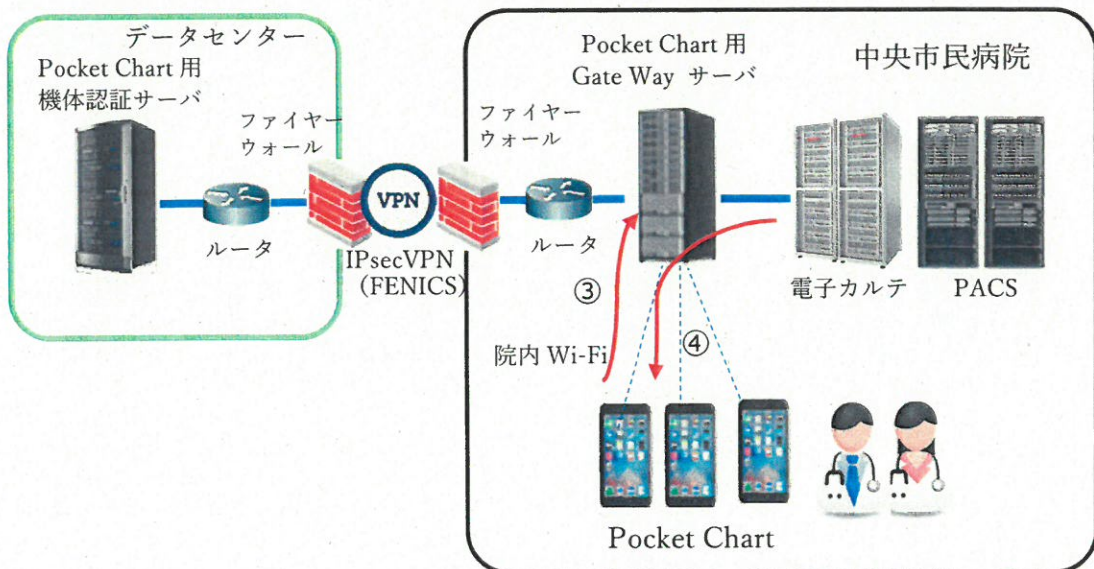 データセンター
Pocket Chart 用
機体認証サーバ
ファイヤー
ウォール
ルータ
VPN
IPsecVPN
(FENICS)
ファイヤー
ウォール
ルータ
Pocket Chart 用
Gate Way サーバ
中央市民病院
電子カルテ
PACS
③
④
院内 Wi-Fi
Pocket Chart